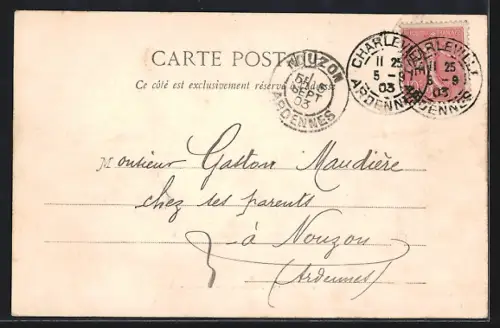 CARTE POSTALE
Ce côté est exclusivement réservé à l'adresse
NOUZON
SEPT
03
ARDENNES
CHARLEVILLE
11 25
5 - 9
03
ARDENNES
CHARLEVILLE
11 25
5 - 9
03
ARDENNES
Monsieur Gaston Maudière
chez ses parents
à Nouzon
(Ardennes)